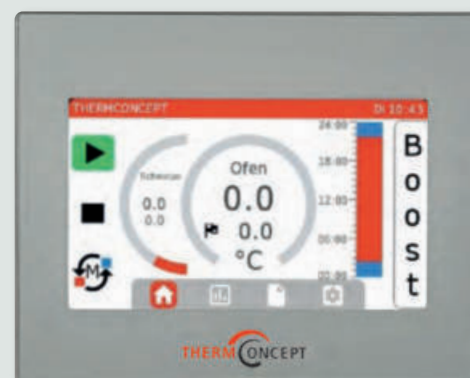 THERMCONCEPT
Di 10:43
24:00
18:00
12:00
06:00
00:00
Ofen
0.0
0.0
°C
0.0
0.0
M
Boost
THERMCONCEPT